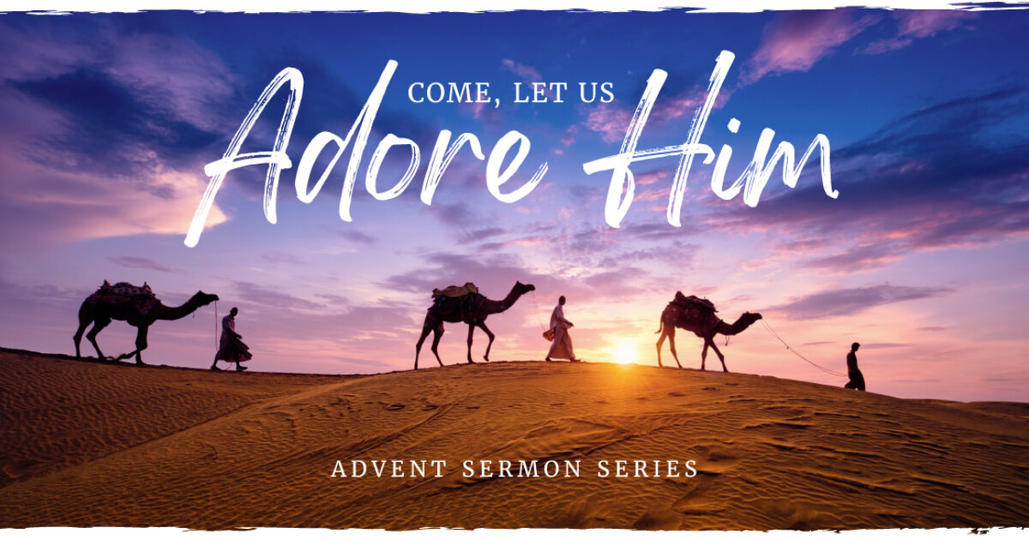 COME, LET US
Adore Him
ADVENT SERMON SERIES